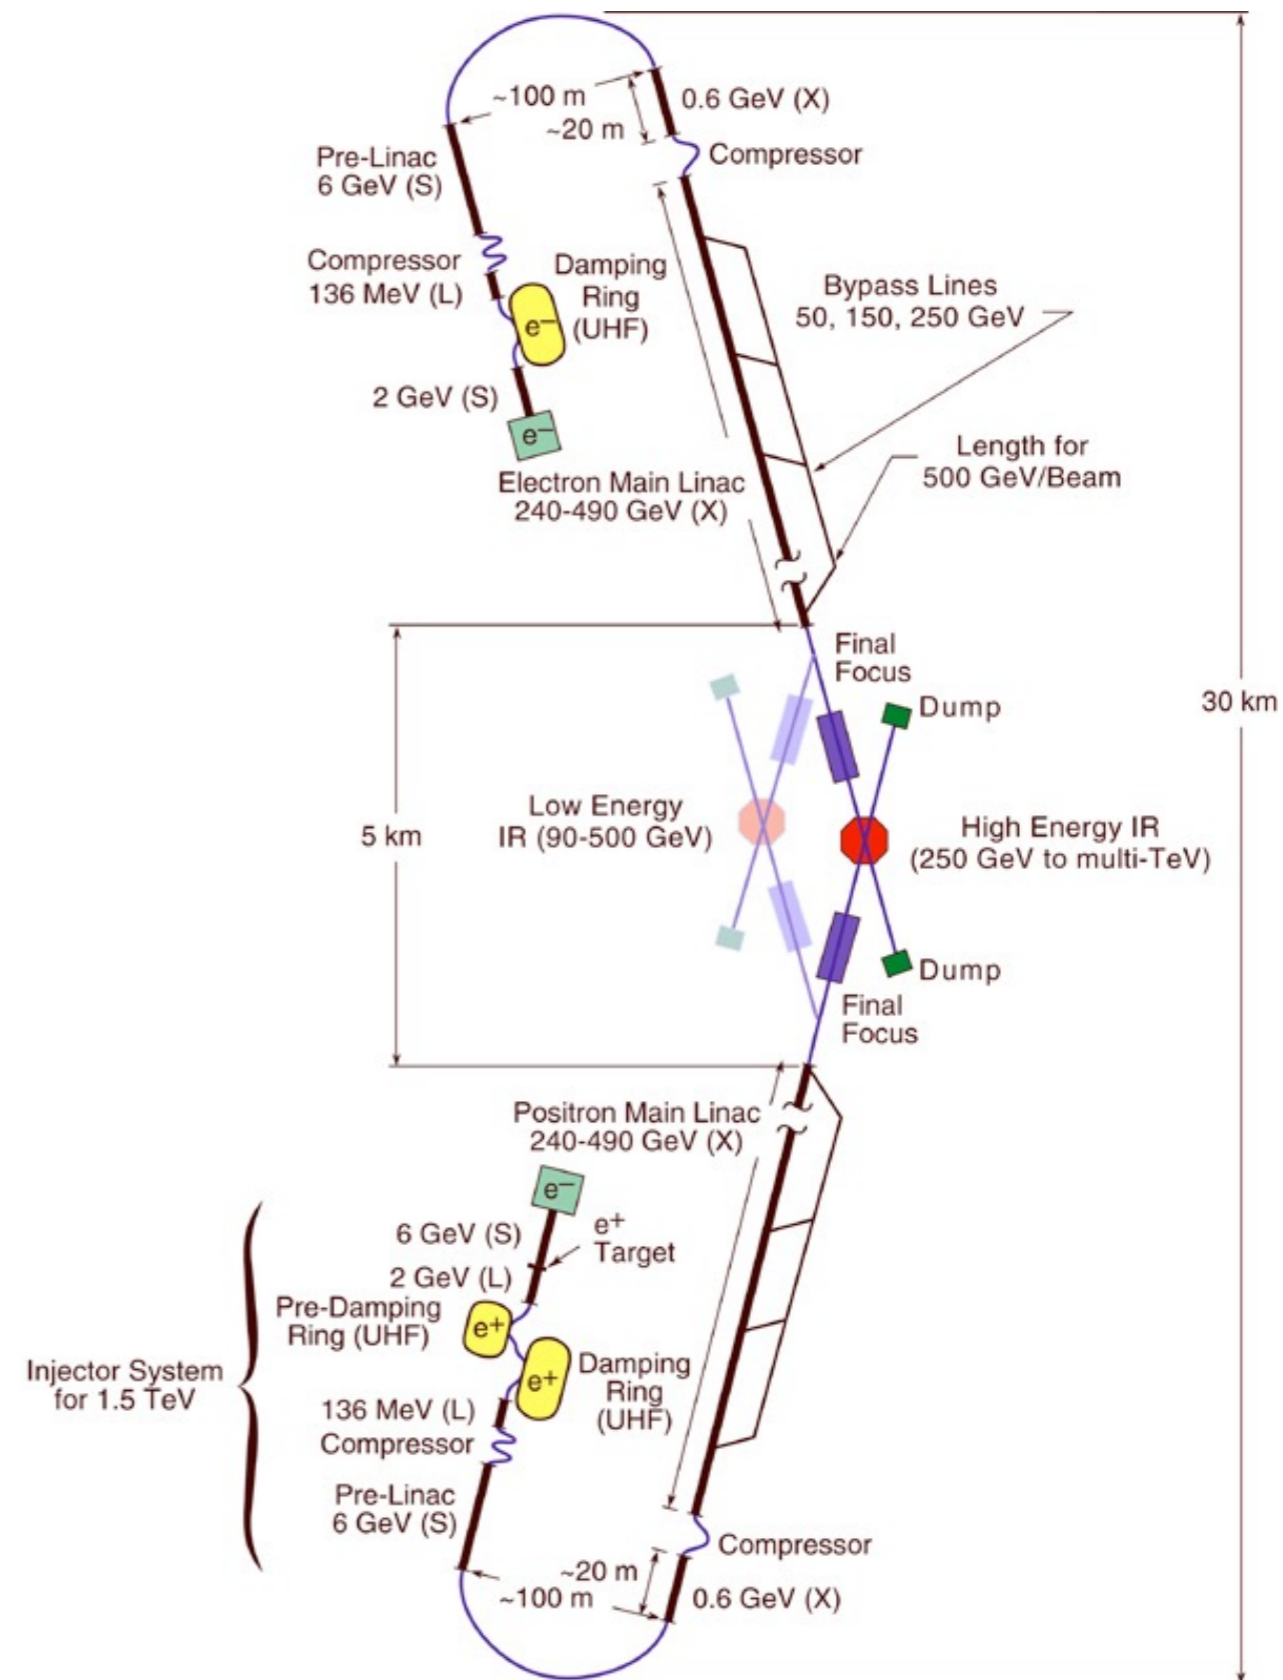 ~100 m
0.6 GeV (X)
~20 m
Compressor
Pre-Linac
6 GeV (S)
Compressor
136 MeV (L)
Damping
Ring
(UHF)
e−
Bypass Lines
50, 150, 250 GeV
2 GeV (S)
e−
Length for
500 GeV/Beam
Electron Main Linac
240-490 GeV (X)
Final
Focus
Dump
30 km
Low Energy
IR (90-500 GeV)
5 km
High Energy IR
(250 GeV to multi-TeV)
Dump
Final
Focus
Positron Main Linac
240-490 GeV (X)
e−
6 GeV (S)
e+
Target
2 GeV (L)
Pre-Damping
Ring (UHF)
e+
Injector System
for 1.5 TeV
e+
Damping
Ring
(UHF)
136 MeV (L)
Compressor
Pre-Linac
6 GeV (S)
Compressor
~20 m
~100 m
0.6 GeV (X)